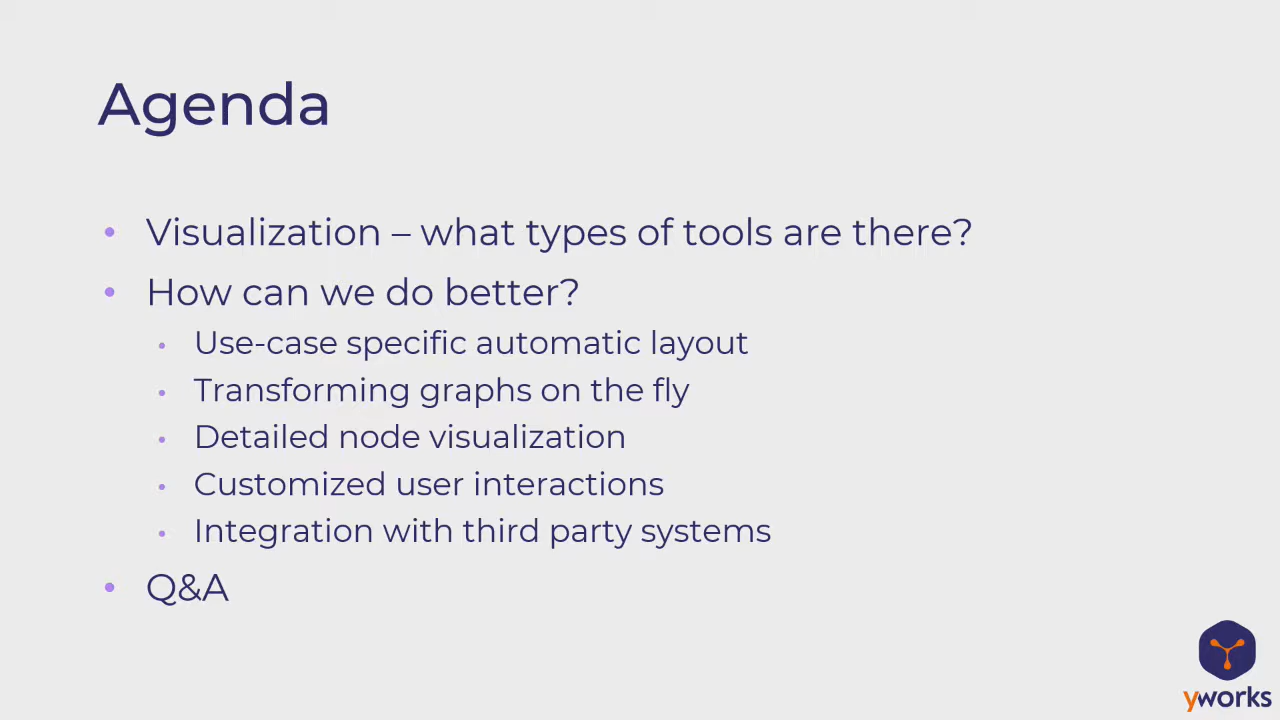 Agenda
• Visualization – what types of tools are there?
• How can we do better?
• Use-case specific automatic layout
• Transforming graphs on the fly
• Detailed node visualization
• Customized user interactions
• Integration with third party systems
• Q&A
yworks